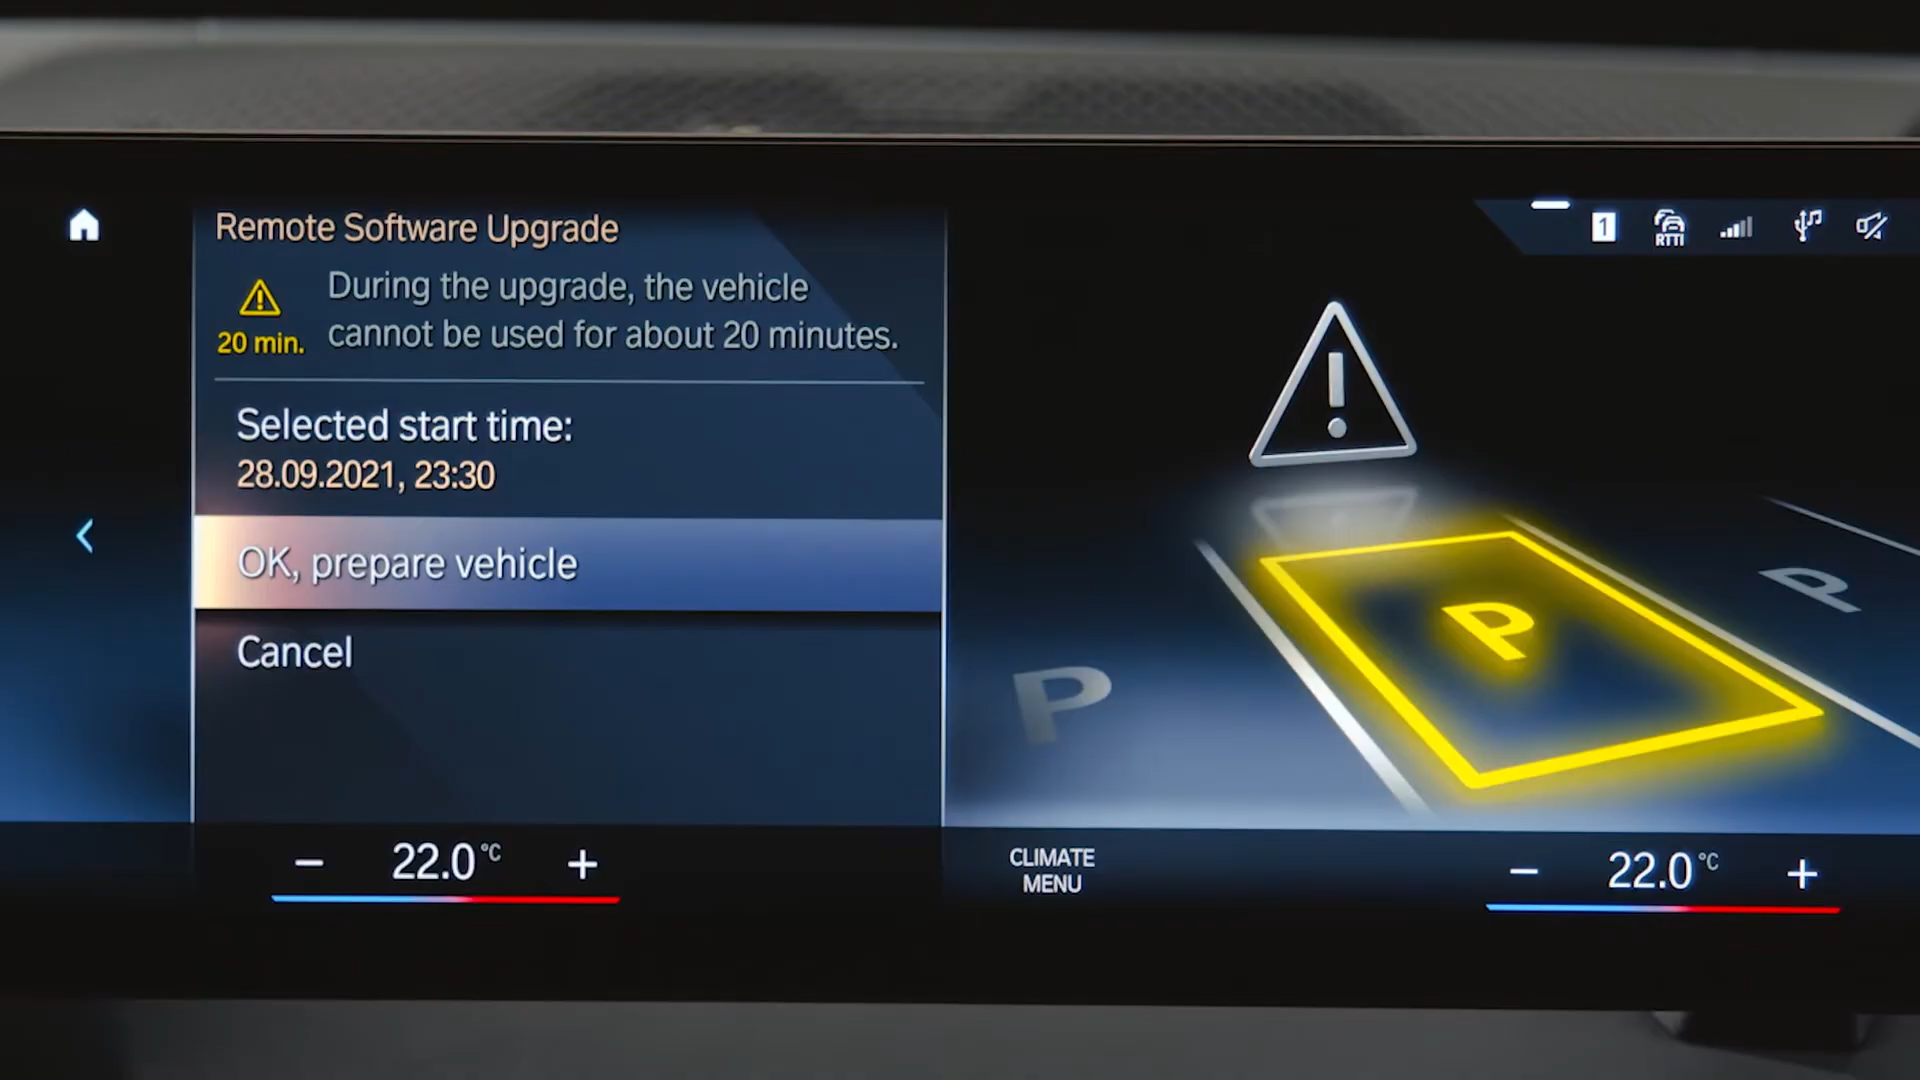 Remote Software Upgrade
During the upgrade, the vehicle
20 min.
cannot be used for about 20 minutes.
Selected start time:
28.09.2021, 23:30
OK, prepare vehicle
Cancel
1
RTTI
P
P
P
22.0 °C
CLIMATE
MENU
22.0 °C